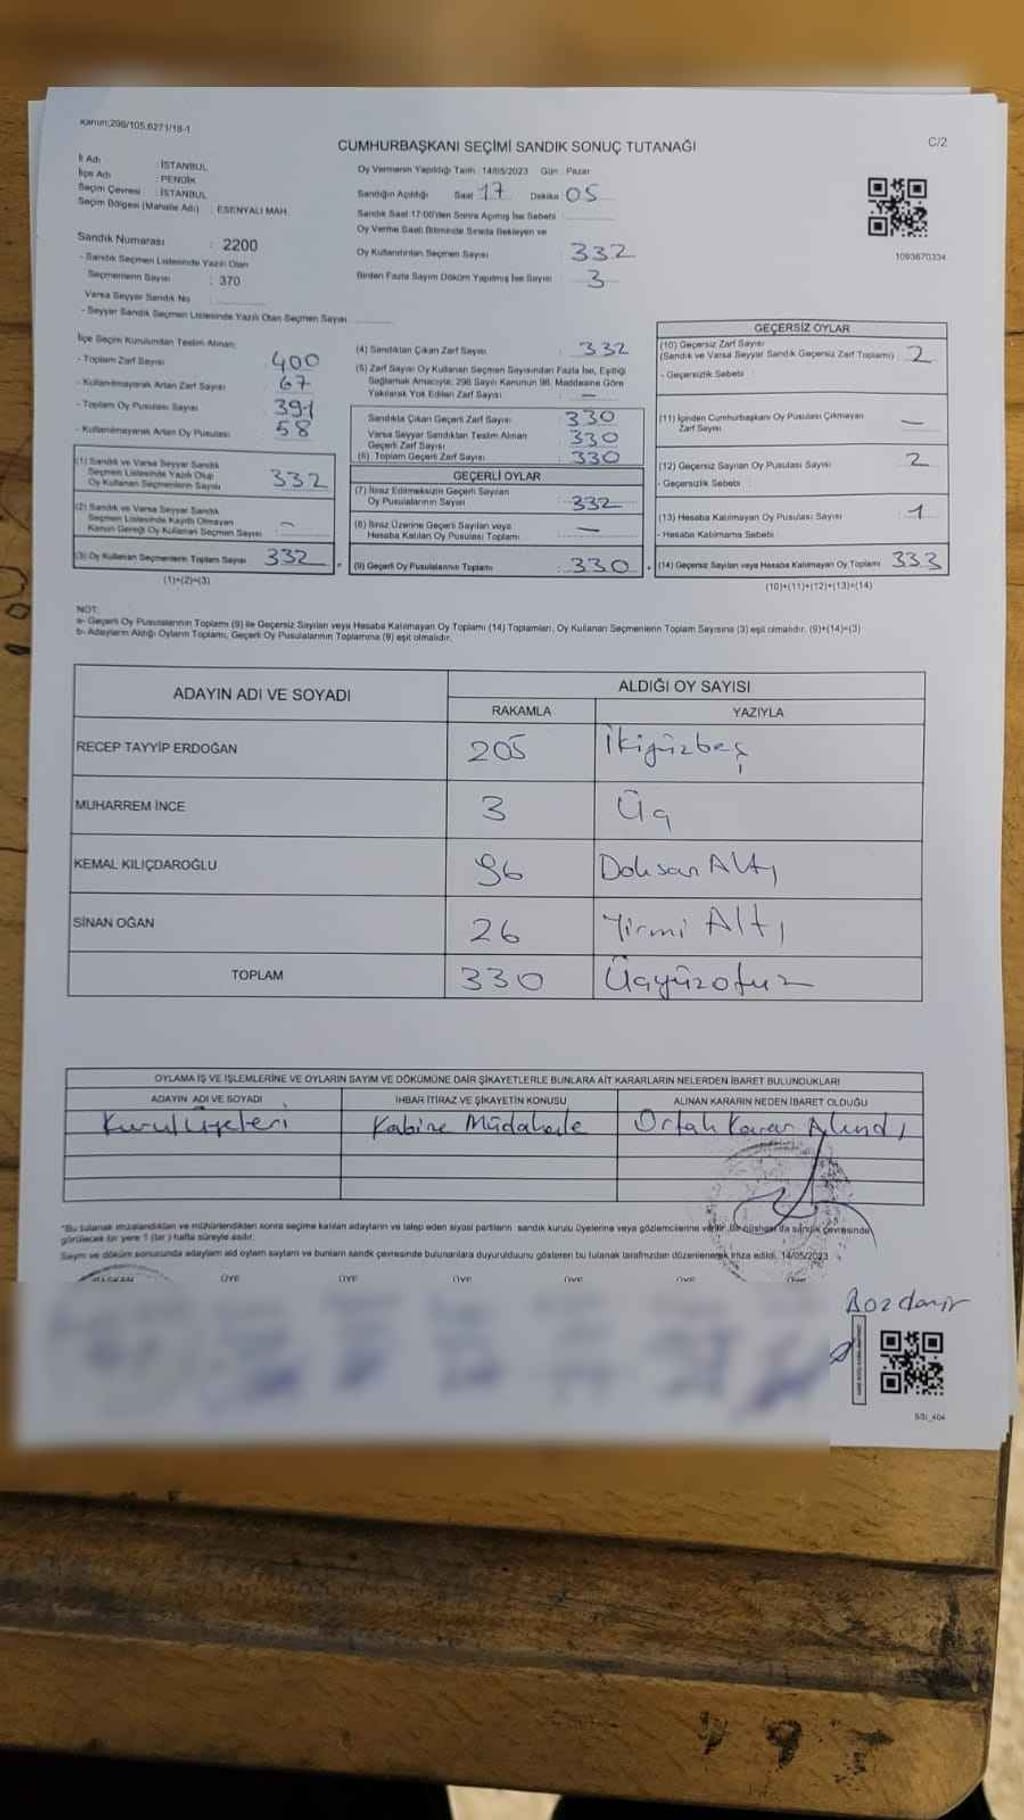 Kanun:298/105,6271/18-1
C/2
CUMHURBAŞKANI SEÇİMİ SANDIK SONUÇ TUTANAĞI
İl Adı : İSTANBUL
İlçe Adı : PENDİK
Seçim Çevresi : İSTANBUL
Seçim Bölgesi (Mahalle Adı) : ESENYALI MAH.
Oy Vermenin Yapıldığı Tarih : 14/05/2023 Gün : Pazar
Sandığın Açıldığı Saat 17 Dakika 05
Sandık Saat 17:00'den Sonra Açılmış İse Sebebi
Oy Verme Saati Bitiminde Sırada Bekleyen ve
Oy Kullandırılan Seçmen Sayısı 332
Birden Fazla Sayım Döküm Yapılmış İse Sayısı 3
1093670334
Sandık Numarası : 2200
- Sandık Seçmen Listesinde Yazılı Olan
Seçmenlerin Sayısı : 370
Varsa Seyyar Sandık No
- Seyyar Sandık Seçmen Listesinde Yazılı Olan Seçmen Sayısı
İlçe Seçim Kurulundan Teslim Alınan:
- Toplam Zarf Sayısı 400
- Kullanılmayarak Artan Zarf Sayısı 67
- Toplam Oy Pusulası Sayısı 391
- Kullanılmayarak Artan Oy Pusulası 58
(1) Sandık ve Varsa Seyyar Sandık
Seçmen Listesinde Yazılı Olup
Oy Kullanan Seçmenlerin Sayısı 332
(2) Sandık ve Varsa Seyyar Sandık
Seçmen Listesinde Kaydı Olmayan
Kanun Gereği Oy Kullanan Seçmen Sayısı -
(3) Oy Kullanan Seçmenlerin Toplam Sayısı 332
(1)+(2)=(3)
(4) Sandıktan Çıkan Zarf Sayısı 332
(5) Zarf Sayısı Oy Kullanan Seçmen Sayısından Fazla İse, Eşitliği
Sağlamak Amacıyla, 298 Sayılı Kanunun 98. Maddesine Göre
Yakılarak Yok Edilen Zarf Sayısı —
Sandıkta Çıkan Geçerli Zarf Sayısı 330
Varsa Seyyar Sandıktan Teslim Alınan
Geçerli Zarf Sayısı 330
(6) Toplam Geçerli Zarf Sayısı 330
GEÇERLİ OYLAR
(7) İtiraz Edilmeksizin Geçerli Sayılan
Oy Pusulalarının Sayısı 332
(8) İtiraz Üzerine Geçerli Sayılan veya
Hesaba Katılan Oy Pusulası Toplamı —
(9) Geçerli Oy Pusulalarının Toplamı : 330
GEÇERSİZ OYLAR
(10) Geçersiz Zarf Sayısı
(Sandık ve Varsa Seyyar Sandık Geçersiz Zarf Toplamı) 2
- Geçersizlik Sebebi
(11) İçinden Cumhurbaşkanı Oy Pusulası Çıkmayan
Zarf Sayısı —
(12) Geçersiz Sayılan Oy Pusulası Sayısı 2
- Geçersizlik Sebebi
(13) Hesaba Katılmayan Oy Pusulası Sayısı 1
- Hesaba Katılmama Sebebi
(14) Geçersiz Sayılan veya Hesaba Katılmayan Oy Toplamı 333
(10)+(11)+(12)+(13)=(14)
NOT:
a- Geçerli Oy Pusulalarının Toplamı (9) ile Geçersiz Sayılan veya Hesaba Katılmayan Oy Toplamı (14) Toplamları, Oy Kullanan Seçmenlerin Toplam Sayısına (3) eşit olmalıdır. (9)+(14)=(3)
b- Adayların Aldığı Oyların Toplamı, Geçerli Oy Pusulalarının Toplamına (9) eşit olmalıdır.
ADAYIN ADI VE SOYADI
ALDIĞI OY SAYISI
RAKAMLA YAZIYLA
RECEP TAYYİP ERDOĞAN 205 İkiyüzbeş
MUHARREM İNCE 3 Üç
KEMAL KILIÇDAROĞLU 96 Doksan Altı
SİNAN OĞAN 26 Yirmi Altı
TOPLAM 330 Üçyüzotuz
OYLAMA İŞ VE İŞLEMLERİNE VE OYLARIN SAYIM VE DÖKÜMÜNE DAİR ŞİKAYETLERLE BUNLARA AİT KARARLARIN NELERDEN İBARET BULUNDUKLARI
ADAYIN ADI VE SOYADI İHBAR İTİRAZ VE ŞİKAYETİN KONUSU ALINAN KARARIN NEDEN İBARET OLDUĞU
Kurul Üyeleri Kabine Müdahale Ortak Karar Alındı
*Bu tutanak imzalandıktan ve mühürlendikten sonra seçime katılan adayların ve talep eden siyasi partilerin sandık kurulu üyelerine veya gözlemcilerine verilir. Bir nüshası da sandık çevresinde
görülecek bir yere 1 (bir) hafta süreyle asılır.
Sayım ve döküm sonucunda adayların aldığı oyların sayıları ve bunların sandık çevresinde bulunanlara duyurulduğunu gösteren bu tutanak tarafımızdan düzenlenerek imza edildi. 14/05/2023
BAŞKAN ÜYE ÜYE ÜYE ÜYE ÜYE ÜYE
Bozdemir